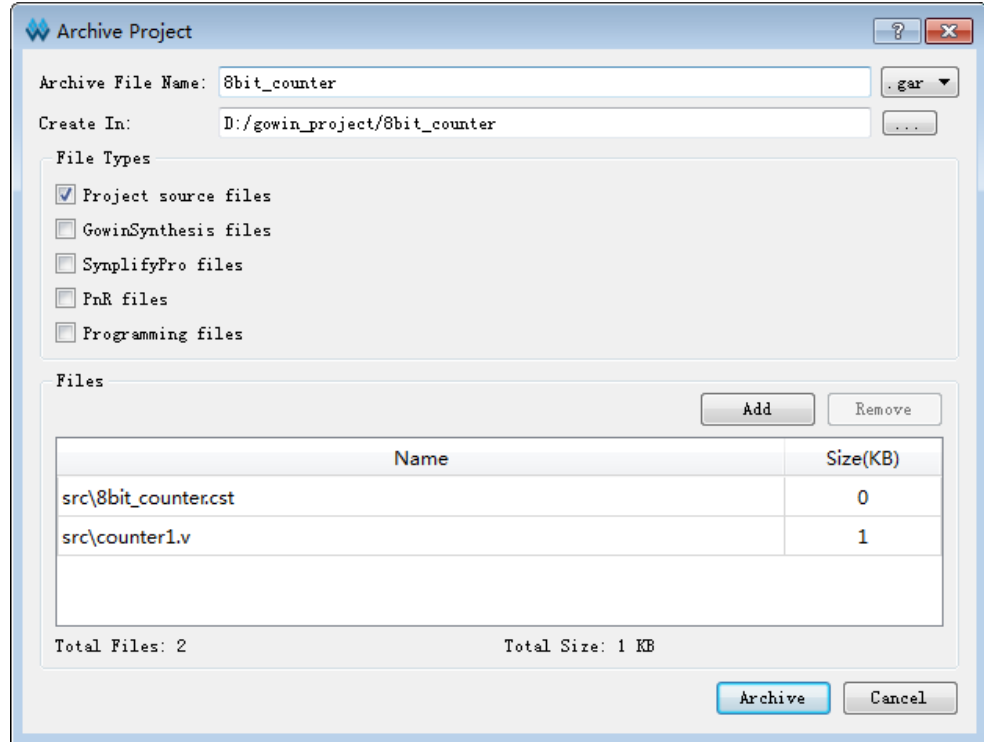 Archive Project
Archive File Name: 8bit_counter .gar
Create In: D:/gowin_project/8bit_counter ...
File Types
Project source files
GowinSynthesis files
SynplifyPro files
PnR files
Programming files
Files
Add Remove
Name Size(KB)
src\8bit_counter.cst 0
src\counter1.v 1
Total Files: 2 Total Size: 1 KB
Archive Cancel